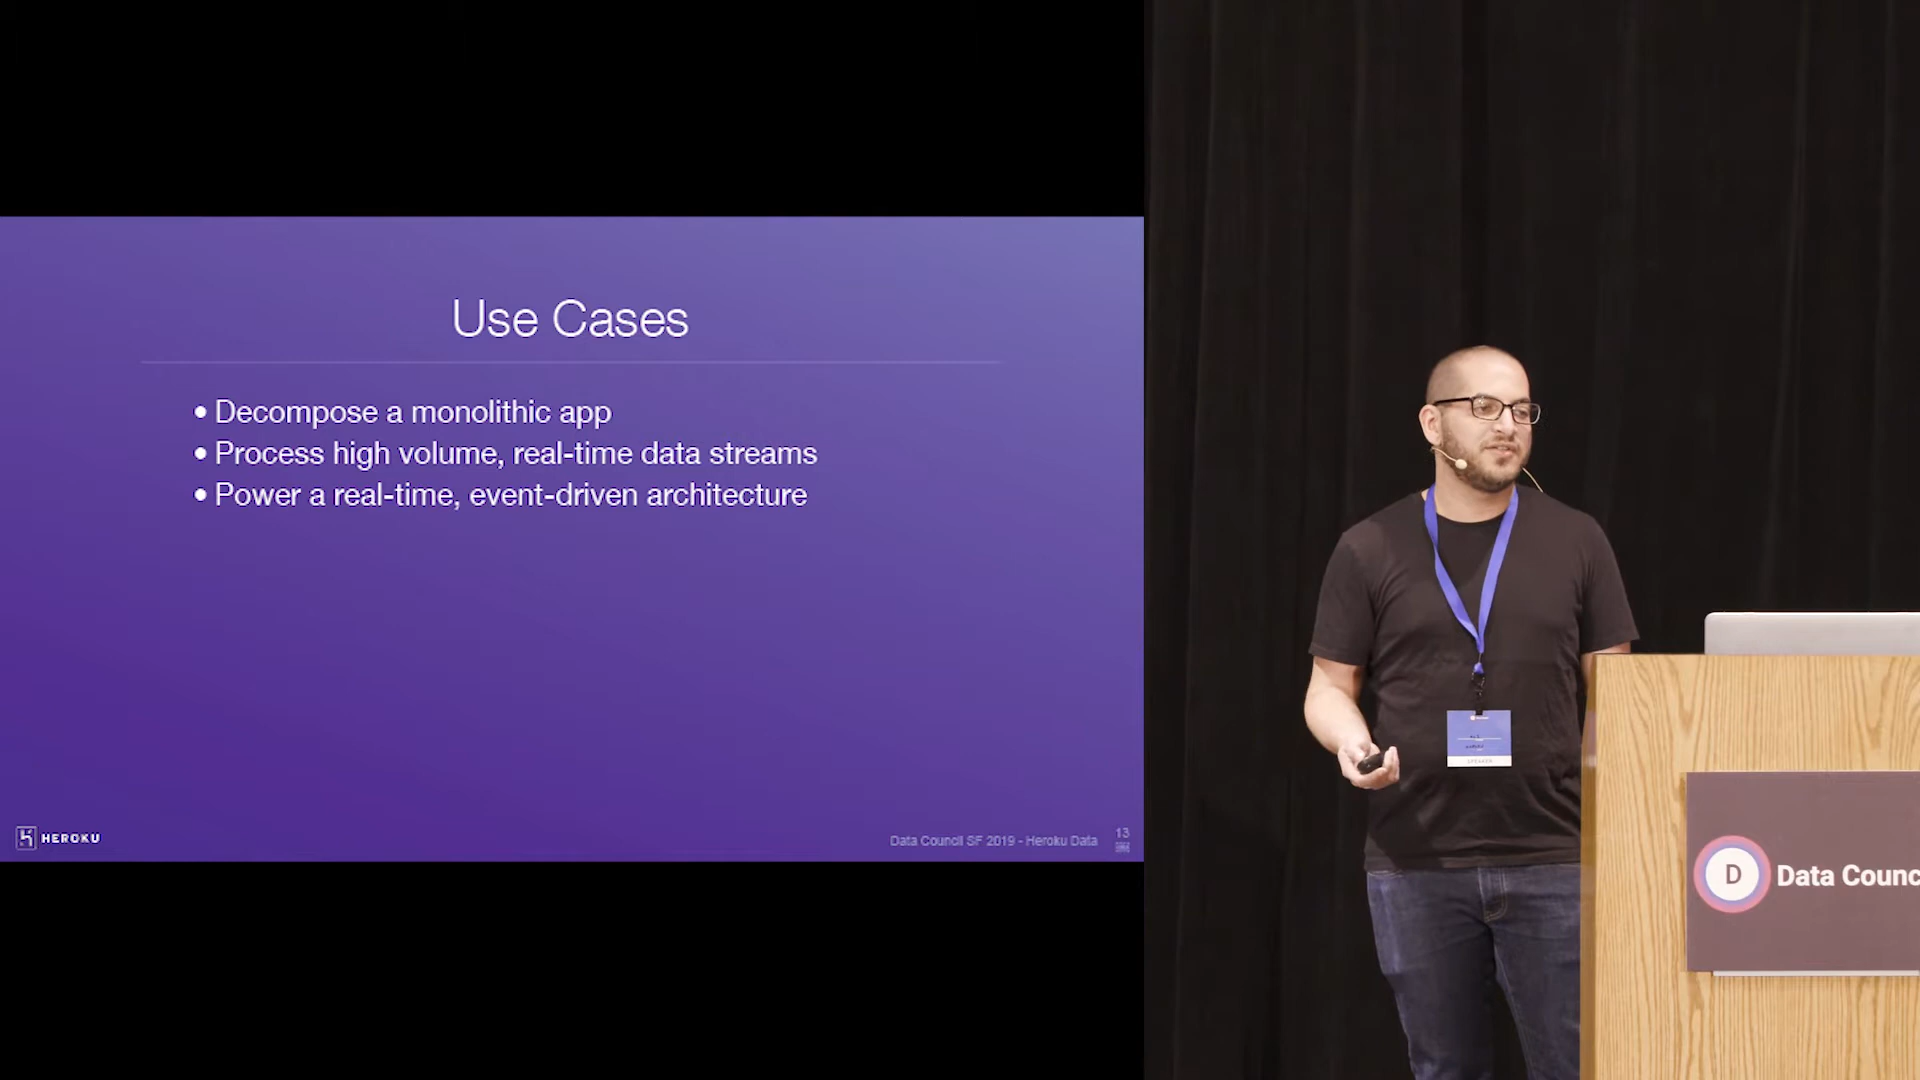 Use Cases
• Decompose a monolithic app
• Process high volume, real-time data streams
• Power a real-time, event-driven architecture
HEROKU
Data Council SF 2019 - Heroku Data
13
SPEAKER
D
Data Counc